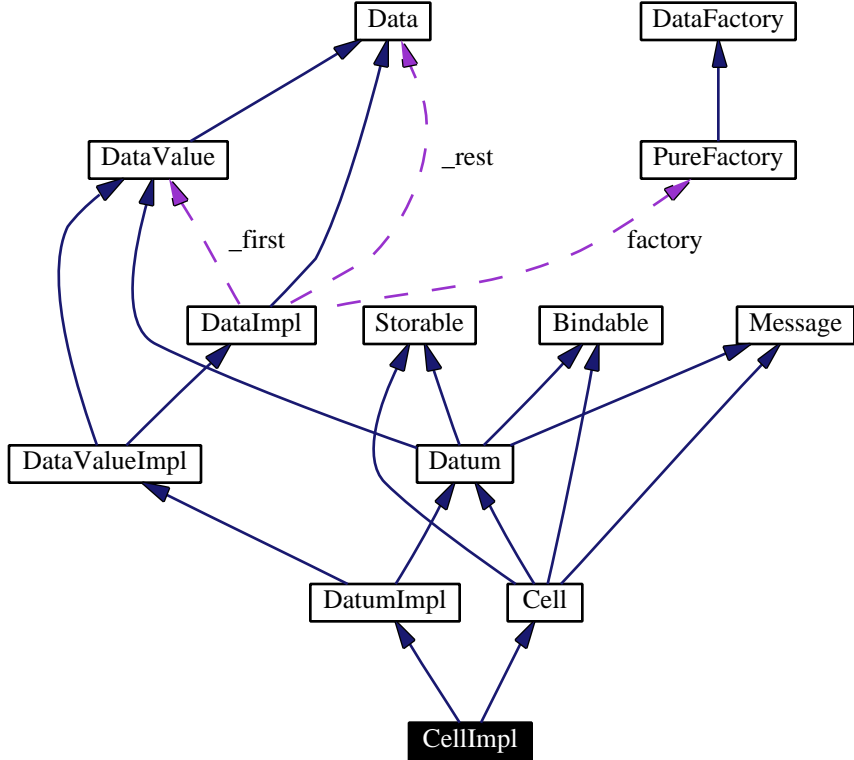 Data
DataFactory
DataValue
_rest
PureFactory
_first
factory
DataImpl
Storable
Bindable
Message
DataValueImpl
Datum
DatumImpl
Cell
CellImpl